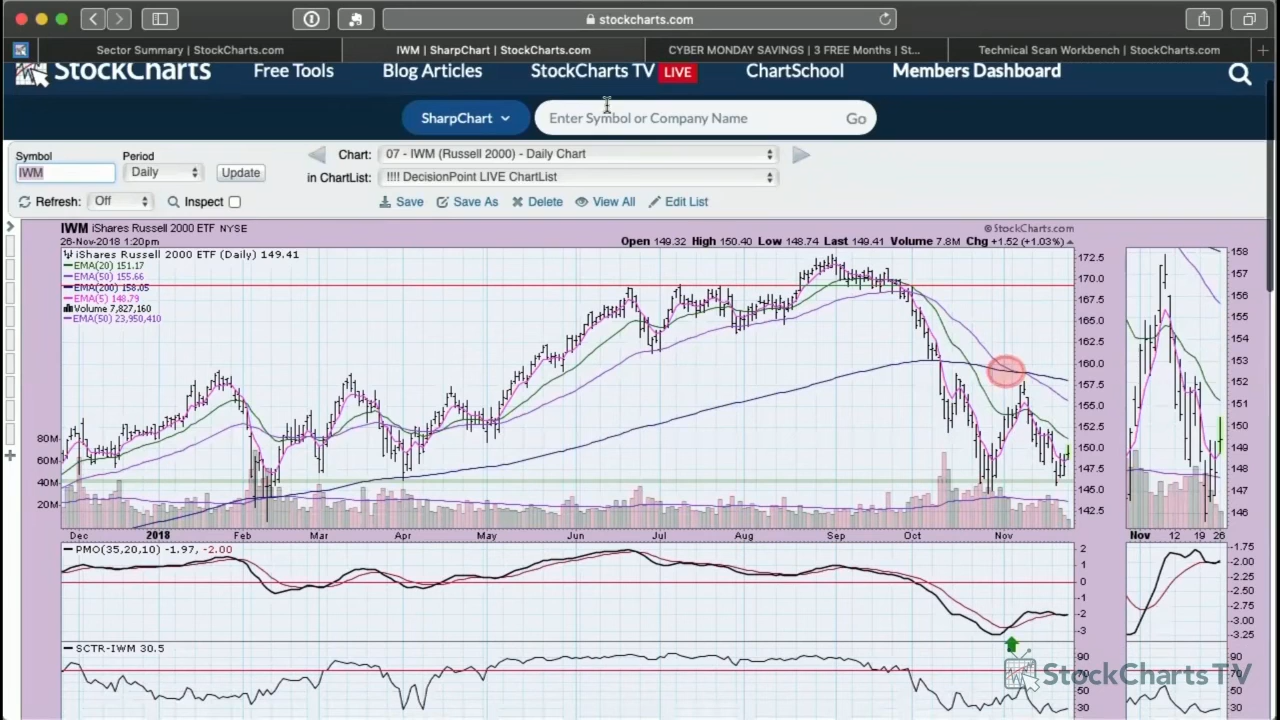 stockcharts.com
Sector Summary | StockCharts.com
IWM | SharpChart | StockCharts.com
CYBER MONDAY SAVINGS | 3 FREE Months | St...
Technical Scan Workbench | StockCharts.com
StockCharts Free Tools Blog Articles StockCharts TV LIVE ChartSchool Members Dashboard
SharpChart Enter Symbol or Company Name Go
Symbol Period
IWM Daily Update
Chart: 07 - IWM (Russell 2000) - Daily Chart
in ChartList: !!!! DecisionPoint LIVE ChartList
Refresh: Off Inspect
Save Save As Delete View All Edit List
IWM iShares Russell 2000 ETF NYSE
© StockCharts.com
26-Nov-2018 1:20pm
Open 149.32 High 150.40 Low 148.74 Last 149.41 Volume 7.8M Chg +1.52 (+1.03%)
iShares Russell 2000 ETF (Daily) 149.41
EMA(20) 151.17
EMA(50) 155.66
EMA(200) 158.05
EMA(5) 148.79
Volume 7,827,160
EMA(50) 23,950,410
172.5
170.0
167.5
165.0
162.5
160.0
157.5
155.0
152.5
150.0
147.5
145.0
142.5
80M
60M
40M
20M
158
157
156
155
154
153
152
151
150
149
148
147
146
Dec 2018 Feb Mar Apr May Jun Jul Aug Sep Oct Nov
Nov 12 19 26
PMO(35,20,10) -1.97, -2.00
2
1
0
-1
-2
-3
-1.75
-2.00
-2.25
-2.50
-2.75
-3.00
-3.25
SCTR-IWM 30.5
90
70
50
30
90
70
50
30
StockCharts TV